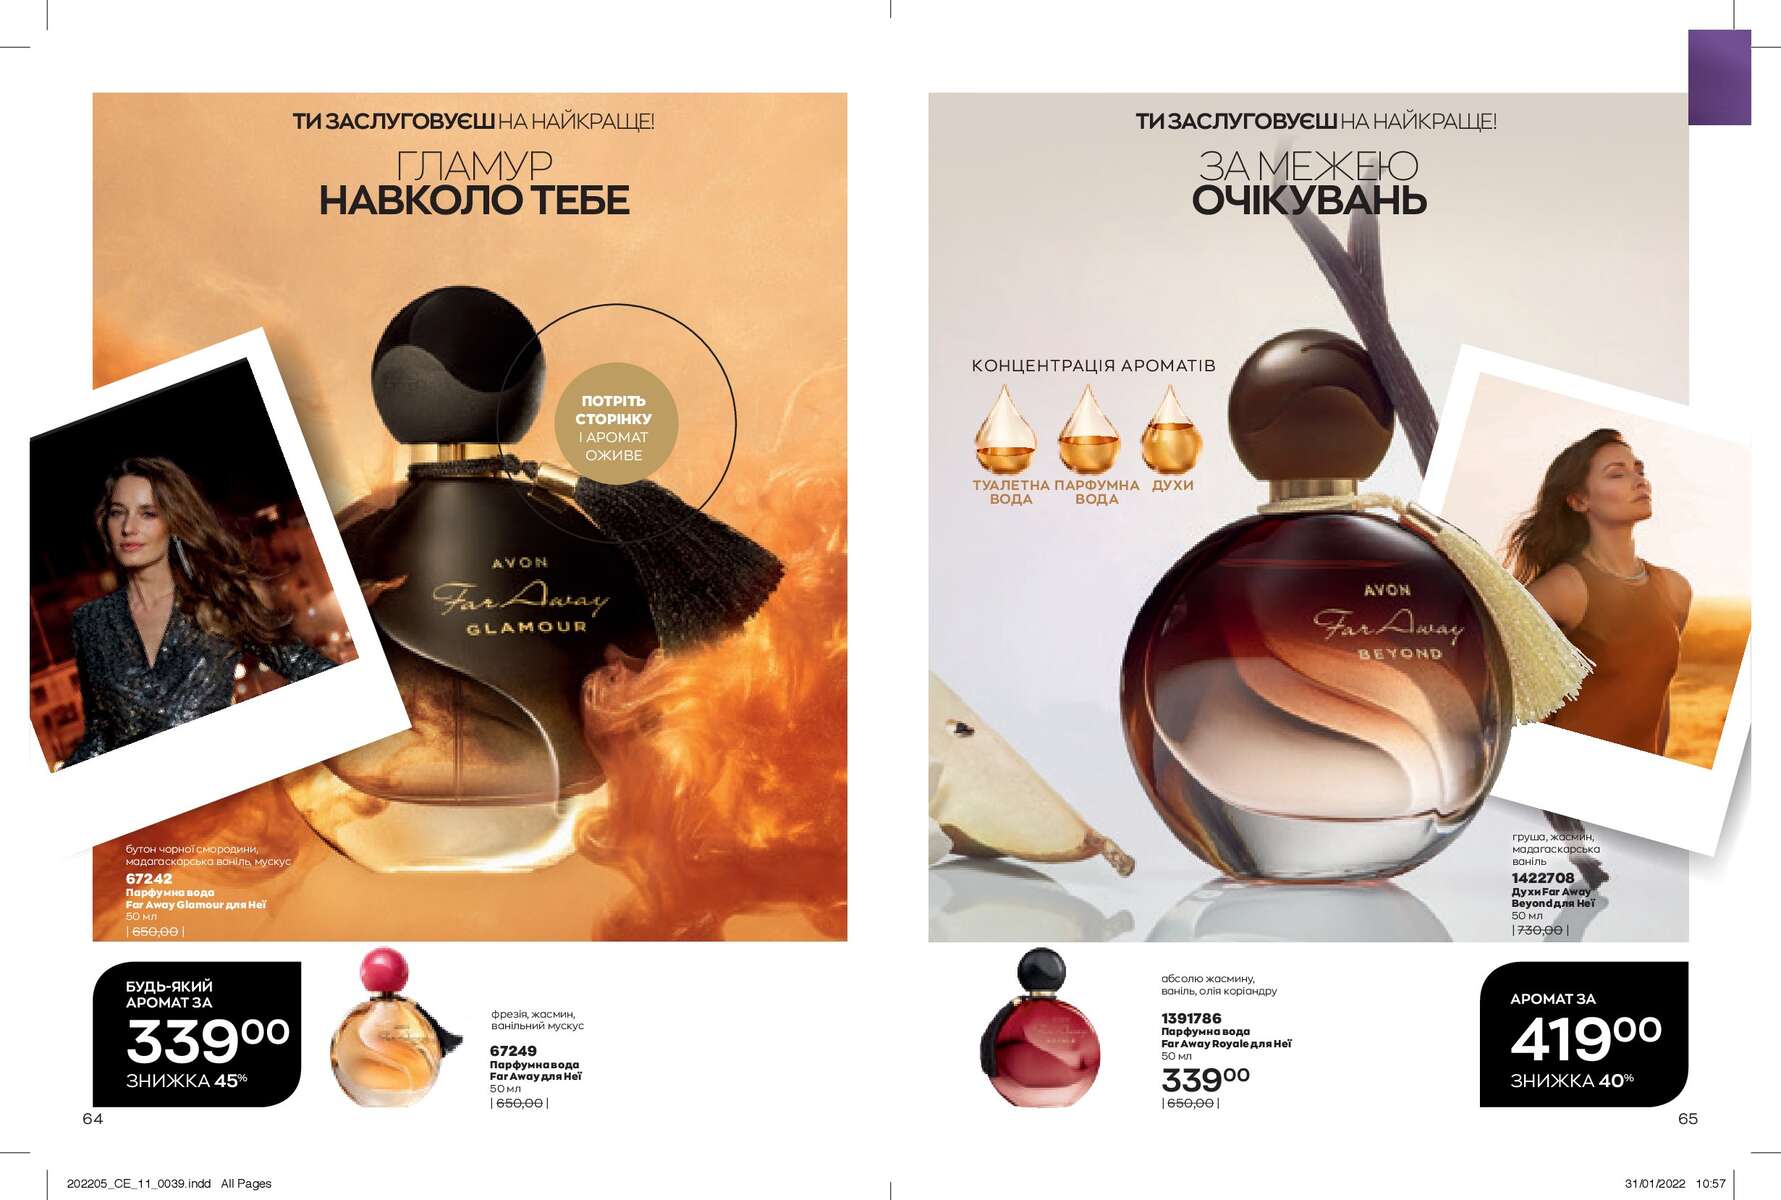 ТИ ЗАСЛУГОВУЄШ НА НАЙКРАЩЕ!
ГЛАМУР
НАВКОЛО ТЕБЕ
ПОТРІТЬ
СТОРІНКУ
І АРОМАТ
ОЖИВЕ
AVON
Far Away
GLAMOUR
бутон чорної смородини,
мадагаскарська ваніль, мускус
67242
Парфумна вода
Far Away Glamour для Неї
50 мл
| 650,00 |
БУДЬ-ЯКИЙ
АРОМАТ ЗА
339 00
ЗНИЖКА 45%
фрезія, жасмин,
ванільний мускус
67249
Парфумна вода
Far Away для Неї
50 мл
| 650,00 |
64
ТИ ЗАСЛУГОВУЄШ НА НАЙКРАЩЕ!
ЗА МЕЖЕЮ
ОЧІКУВАНЬ
КОНЦЕНТРАЦІЯ АРОМАТІВ
ТУАЛЕТНА ПАРФУМНА ДУХИ
ВОДА ВОДА
AVON
Far Away
BEYOND
груша, жасмин,
мадагаскарська
ваніль
1422708
Духи Far Away
Beyond для Неї
50 мл
| 730,00 |
абсолю жасмину,
ваніль, олія коріандру
1391786
Парфумна вода
Far Away Royale для Неї
50 мл
339 00
| 650,00 |
АРОМАТ ЗА
419 00
ЗНИЖКА 40%
65
202205_CE_11_0039.indd All Pages
31/01/2022 10:57